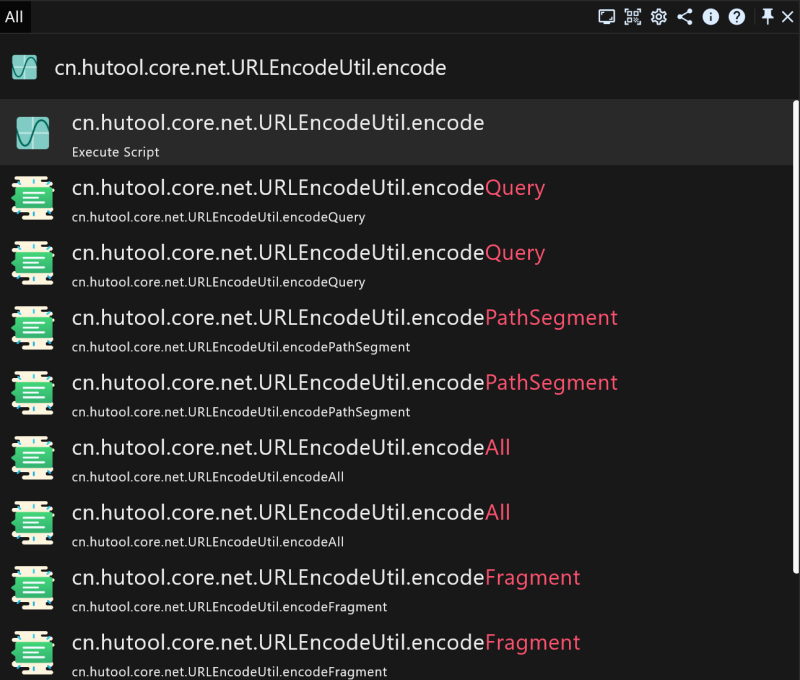 All
cn.hutool.core.net.URLEncodeUtil.encode
cn.hutool.core.net.URLEncodeUtil.encode
Execute Script
cn.hutool.core.net.URLEncodeUtil.encodeQuery
cn.hutool.core.net.URLEncodeUtil.encodeQuery
cn.hutool.core.net.URLEncodeUtil.encodeQuery
cn.hutool.core.net.URLEncodeUtil.encodeQuery
cn.hutool.core.net.URLEncodeUtil.encodePathSegment
cn.hutool.core.net.URLEncodeUtil.encodePathSegment
cn.hutool.core.net.URLEncodeUtil.encodePathSegment
cn.hutool.core.net.URLEncodeUtil.encodePathSegment
cn.hutool.core.net.URLEncodeUtil.encodeAll
cn.hutool.core.net.URLEncodeUtil.encodeAll
cn.hutool.core.net.URLEncodeUtil.encodeAll
cn.hutool.core.net.URLEncodeUtil.encodeAll
cn.hutool.core.net.URLEncodeUtil.encodeFragment
cn.hutool.core.net.URLEncodeUtil.encodeFragment
cn.hutool.core.net.URLEncodeUtil.encodeFragment
cn.hutool.core.net.URLEncodeUtil.encodeFragment